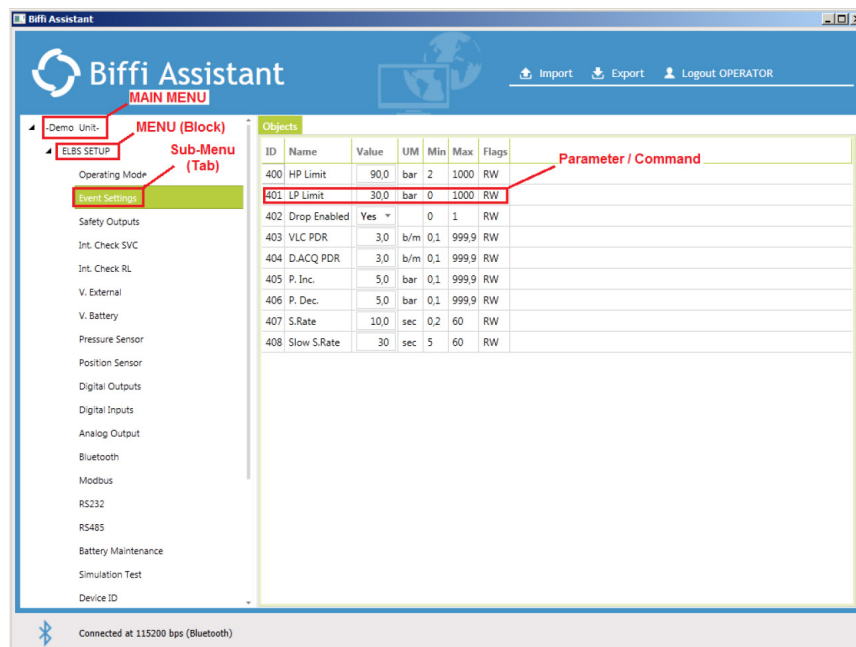 Biffi Assistant
Biffi Assistant
Import
Export
Logout OPERATOR
MAIN MENU
-Demo Unit-
MENU (Block)
ELBS SETUP
Sub-Menu
(Tab)
Operating Mode
Event Settings
Safety Outputs
Int. Check SVC
Int. Check RL
V. External
V. Battery
Pressure Sensor
Position Sensor
Digital Outputs
Digital Inputs
Analog Output
Bluetooth
Modbus
RS232
RS485
Battery Maintenance
Simulation Test
Device ID
Objects
ID Name Value UM Min Max Flags
Parameter / Command
400 HP Limit 90,0 bar 2 1000 RW
401 LP Limit 30,0 bar 0 1000 RW
402 Drop Enabled Yes 0 1 RW
403 VLC PDR 3,0 b/m 0,1 999,9 RW
404 D.ACQ PDR 3,0 b/m 0,1 999,9 RW
405 P. Inc. 5,0 bar 0,1 999,9 RW
406 P. Dec. 5,0 bar 0,1 999,9 RW
407 S.Rate 10,0 sec 0,2 60 RW
408 Slow S.Rate 30 sec 5 60 RW
Connected at 115200 bps (Bluetooth)